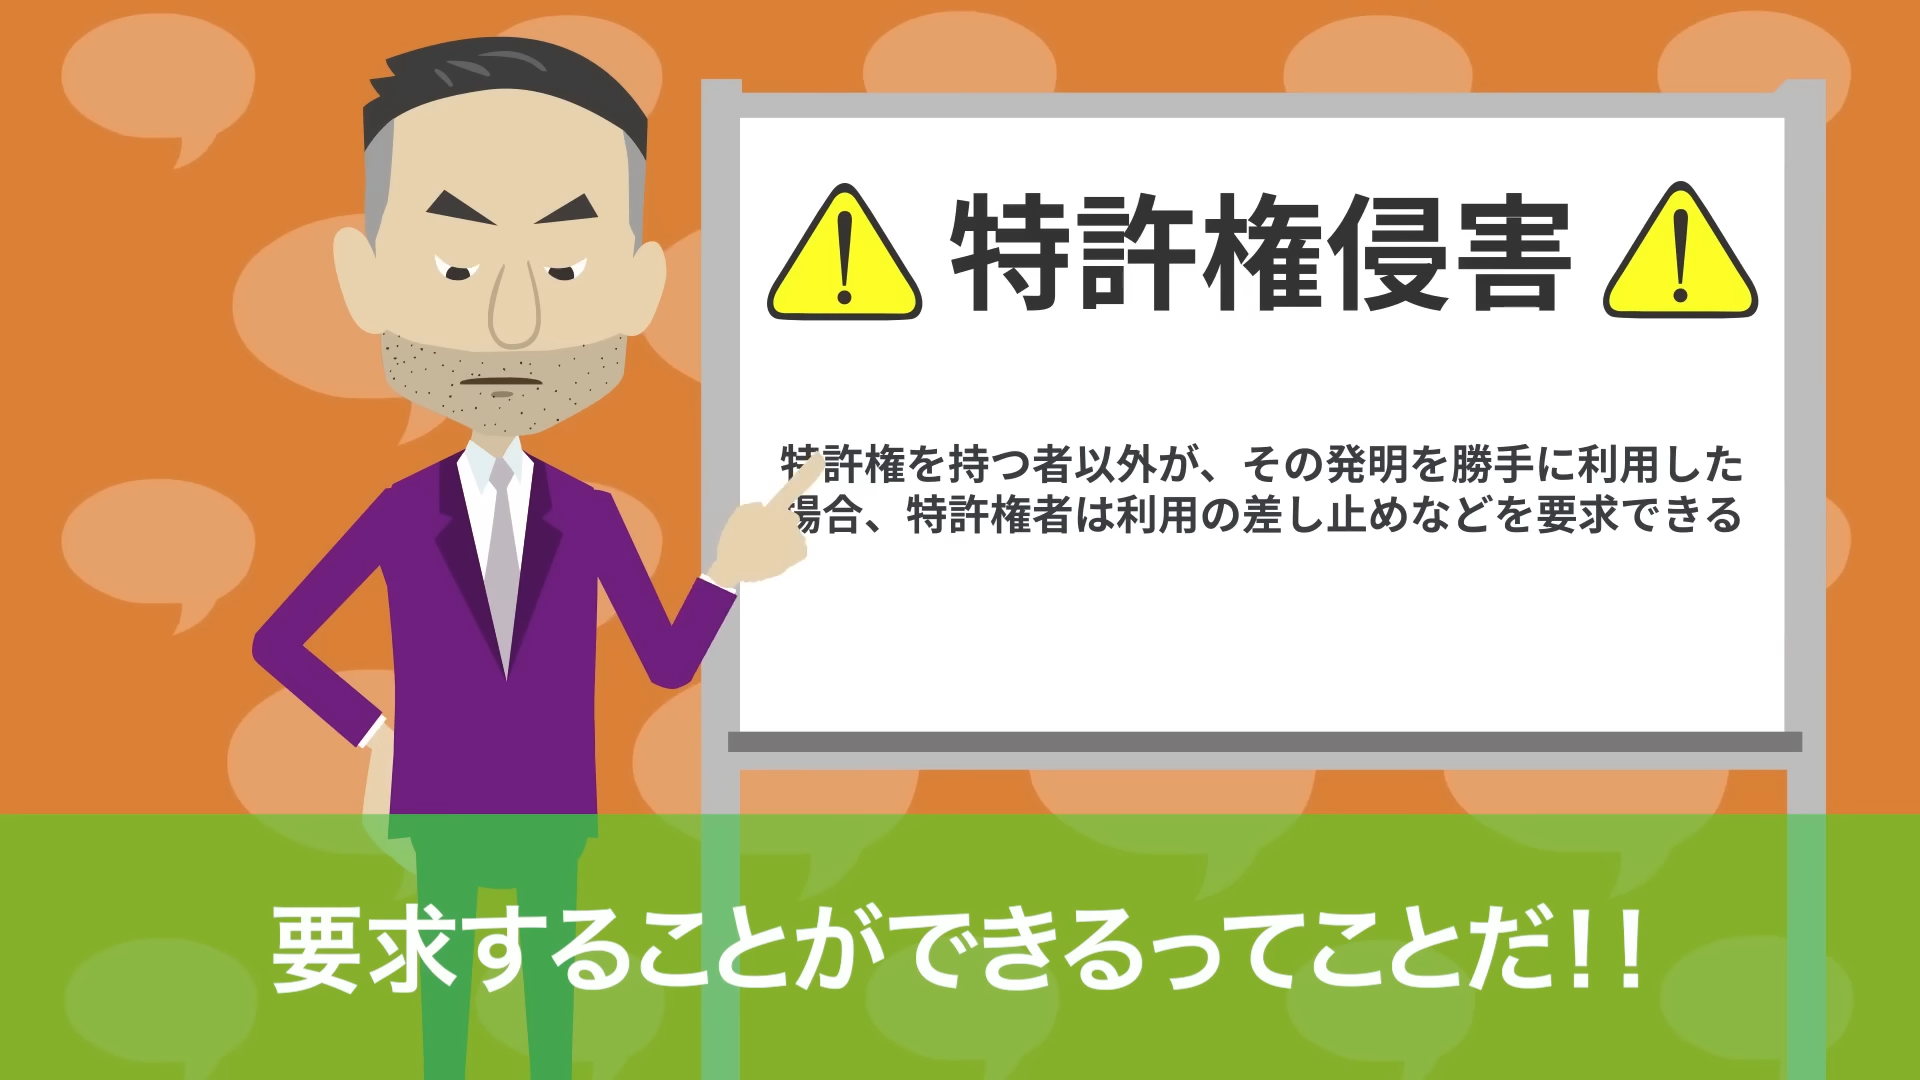 特許権侵害
特許権を持つ者以外が、その発明を勝手に利用した
場合、特許権者は利用の差し止めなどを要求できる
要求することができるってことだ！！